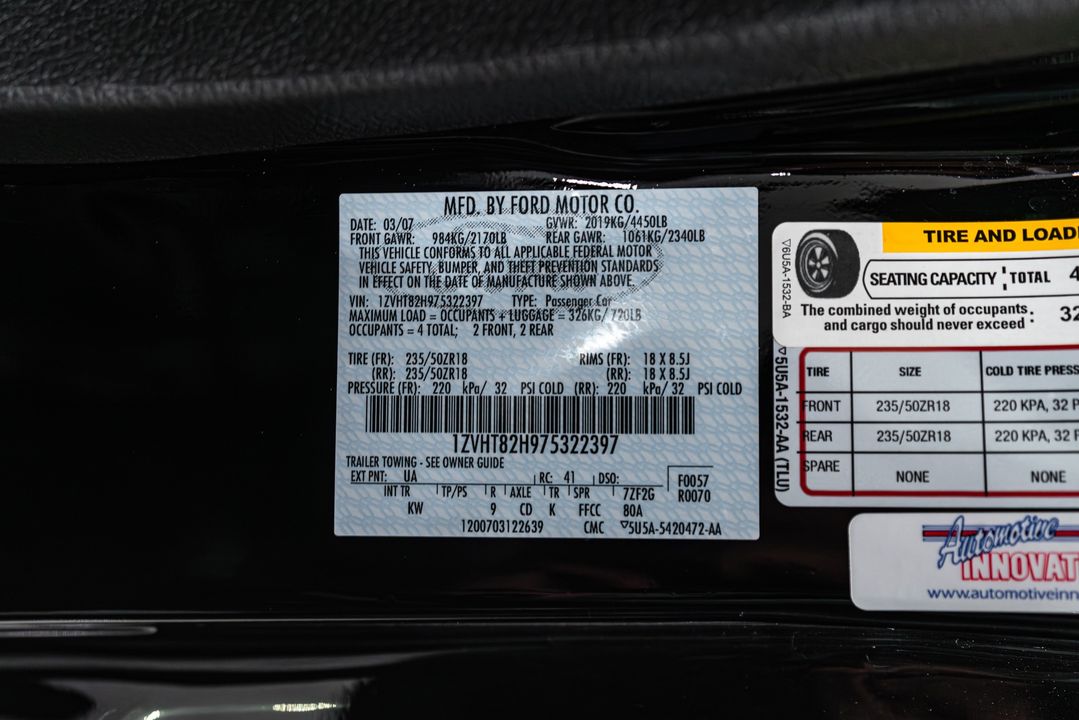 MFD. BY FORD MOTOR CO.
DATE: 03/07 GVWR: 2019KG/4450LB
FRONT GAWR: 984KG/2170LB REAR GAWR: 1061KG/2340LB
THIS VEHICLE CONFORMS TO ALL APPLICABLE FEDERAL MOTOR
VEHICLE SAFETY, BUMPER, AND THEFT PREVENTION STANDARDS
IN EFFECT ON THE DATE OF MANUFACTURE SHOWN ABOVE.
VIN: 1ZVHT82H975322397 TYPE: Passenger Car
MAXIMUM LOAD = OCCUPANTS + LUGGAGE = 326KG/ 720LB
OCCUPANTS = 4 TOTAL; 2 FRONT, 2 REAR
TIRE (FR): 235/50ZR18 RIMS (FR): 18 X 8.5J
(RR): 235/50ZR18 (RR): 18 X 8.5J
PRESSURE (FR): 220 kPa/ 32 PSI COLD (RR): 220 kPa/ 32 PSI COLD
1ZVHT82H975322397
TRAILER TOWING - SEE OWNER GUIDE
EXT PNT: UA RC: 41 DSO: F0057
INT TR TP/PS R AXLE TR SPR 7ZF2G R0070
KW 9 CD K FFCC 80A
1200703122639 CMC ▽5U5A-5420472-AA
▽6U5A-1532-BA
TIRE AND LOADI
SEATING CAPACITY TOTAL 4
The combined weight of occupants
and cargo should never exceed : 32
▽5U5A-1532-AA (TLU)
TIRE SIZE COLD TIRE PRESS
FRONT 235/50ZR18 220 KPA, 32 P
REAR 235/50ZR18 220 KPA, 32 P
SPARE NONE NONE
Automotive
INNOVAT
www.automotiveinn